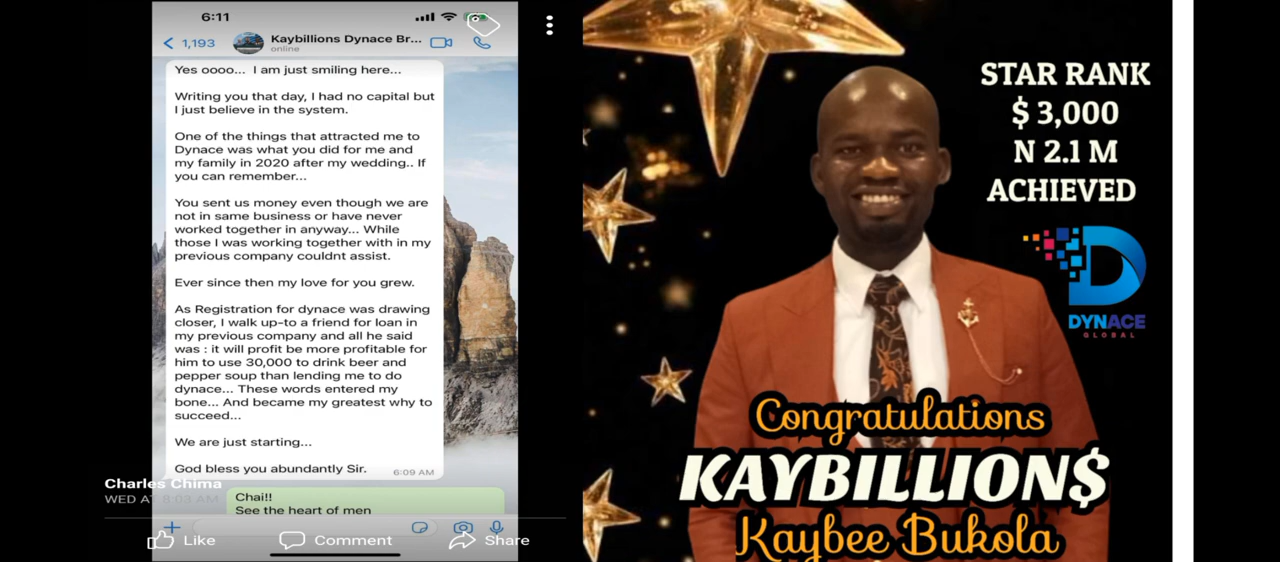 6:11
1,193
Kaybillions Dynace Br...
online
Yes oooo... I am just smiling here...
Writing you that day, I had no capital but
I just believe in the system.
One of the things that attracted me to
Dynace was what you did for me and
my family in 2020 after my wedding.. If
you can remember...
You sent us money even though we are
not in same business or have never
worked together in anyway... While
those I was working together with in my
previous company couldnt assist.
Ever since then my love for you grew.
As Registration for dynace was drawing
closer, I walk up-to a friend for loan in
my previous company and all he said
was : it will profit be more profitable for
him to use 30,000 to drink beer and
pepper soup than lending me to do
dynace... These words entered my
bone... And became my greatest why to
succeed...
We are just starting...
God bless you abundantly Sir.
6:09 AM
Charles Chima
WED AT 8:03 AM
Chai!!
See the heart of men
Like
Comment
Share
STAR RANK
$ 3,000
N 2.1 M
ACHIEVED
DYNACE
GLOBAL
Congratulations
KAYBILLION$
Kaybee Bukola